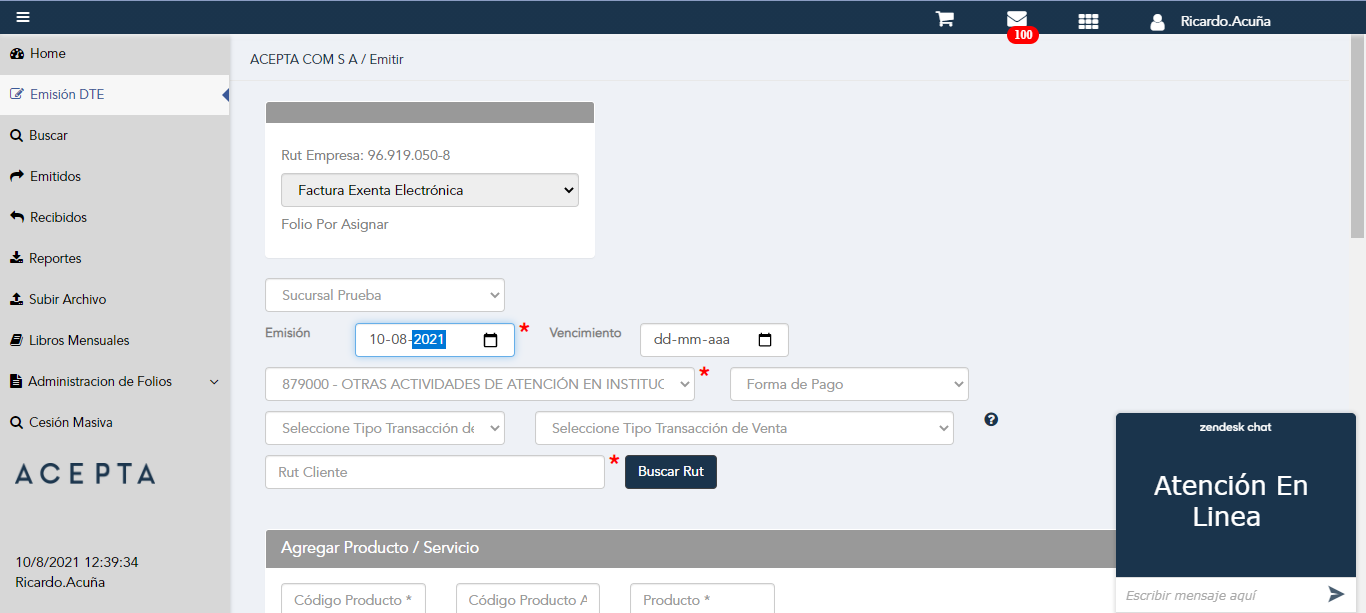 Ricardo.Acuña
100
Home
Emisión DTE
Buscar
Emitidos
Recibidos
Reportes
Subir Archivo
Libros Mensuales
Administracion de Folios
Cesión Masiva
ACEPTA
10/8/2021 12:39:34
Ricardo.Acuña
ACEPTA COM S A / Emitir
Rut Empresa: 96.919.050-8
Factura Exenta Electrónica
Folio Por Asignar
Sucursal Prueba
Emisión 10-08-2021 * Vencimiento dd-mm-aaa
879000 - OTRAS ACTIVIDADES DE ATENCIÓN EN INSTITUC * Forma de Pago
Seleccione Tipo Transacción de Seleccione Tipo Transacción de Venta ?
Rut Cliente * Buscar Rut
Agregar Producto / Servicio
Código Producto * Código Producto A Producto *
zendesk chat
Atención En
Linea
Escribir mensaje aquí